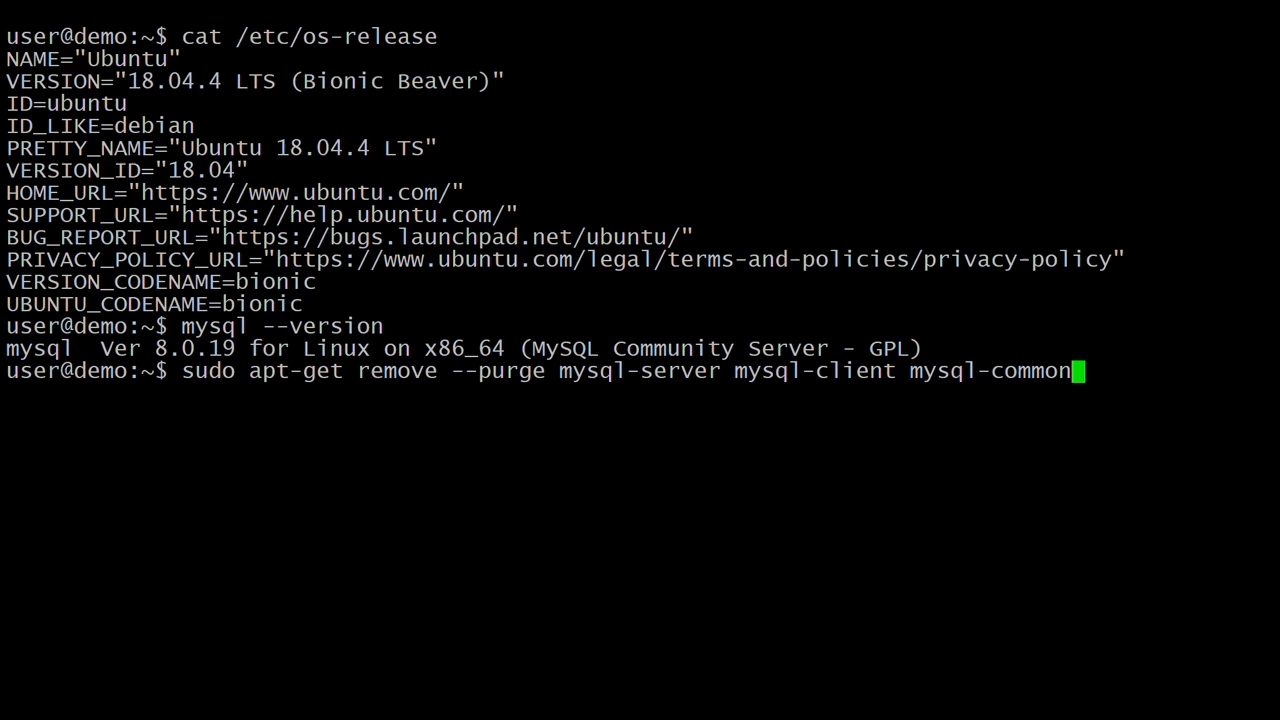 user@demo:~$ cat /etc/os-release
NAME="Ubuntu"
VERSION="18.04.4 LTS (Bionic Beaver)"
ID=ubuntu
ID_LIKE=debian
PRETTY_NAME="Ubuntu 18.04.4 LTS"
VERSION_ID="18.04"
HOME_URL="https://www.ubuntu.com/"
SUPPORT_URL="https://help.ubuntu.com/"
BUG_REPORT_URL="https://bugs.launchpad.net/ubuntu/"
PRIVACY_POLICY_URL="https://www.ubuntu.com/legal/terms-and-policies/privacy-policy"
VERSION_CODENAME=bionic
UBUNTU_CODENAME=bionic
user@demo:~$ mysql --version
mysql  Ver 8.0.19 for Linux on x86_64 (MySQL Community Server - GPL)
user@demo:~$ sudo apt-get remove --purge mysql-server mysql-client mysql-common